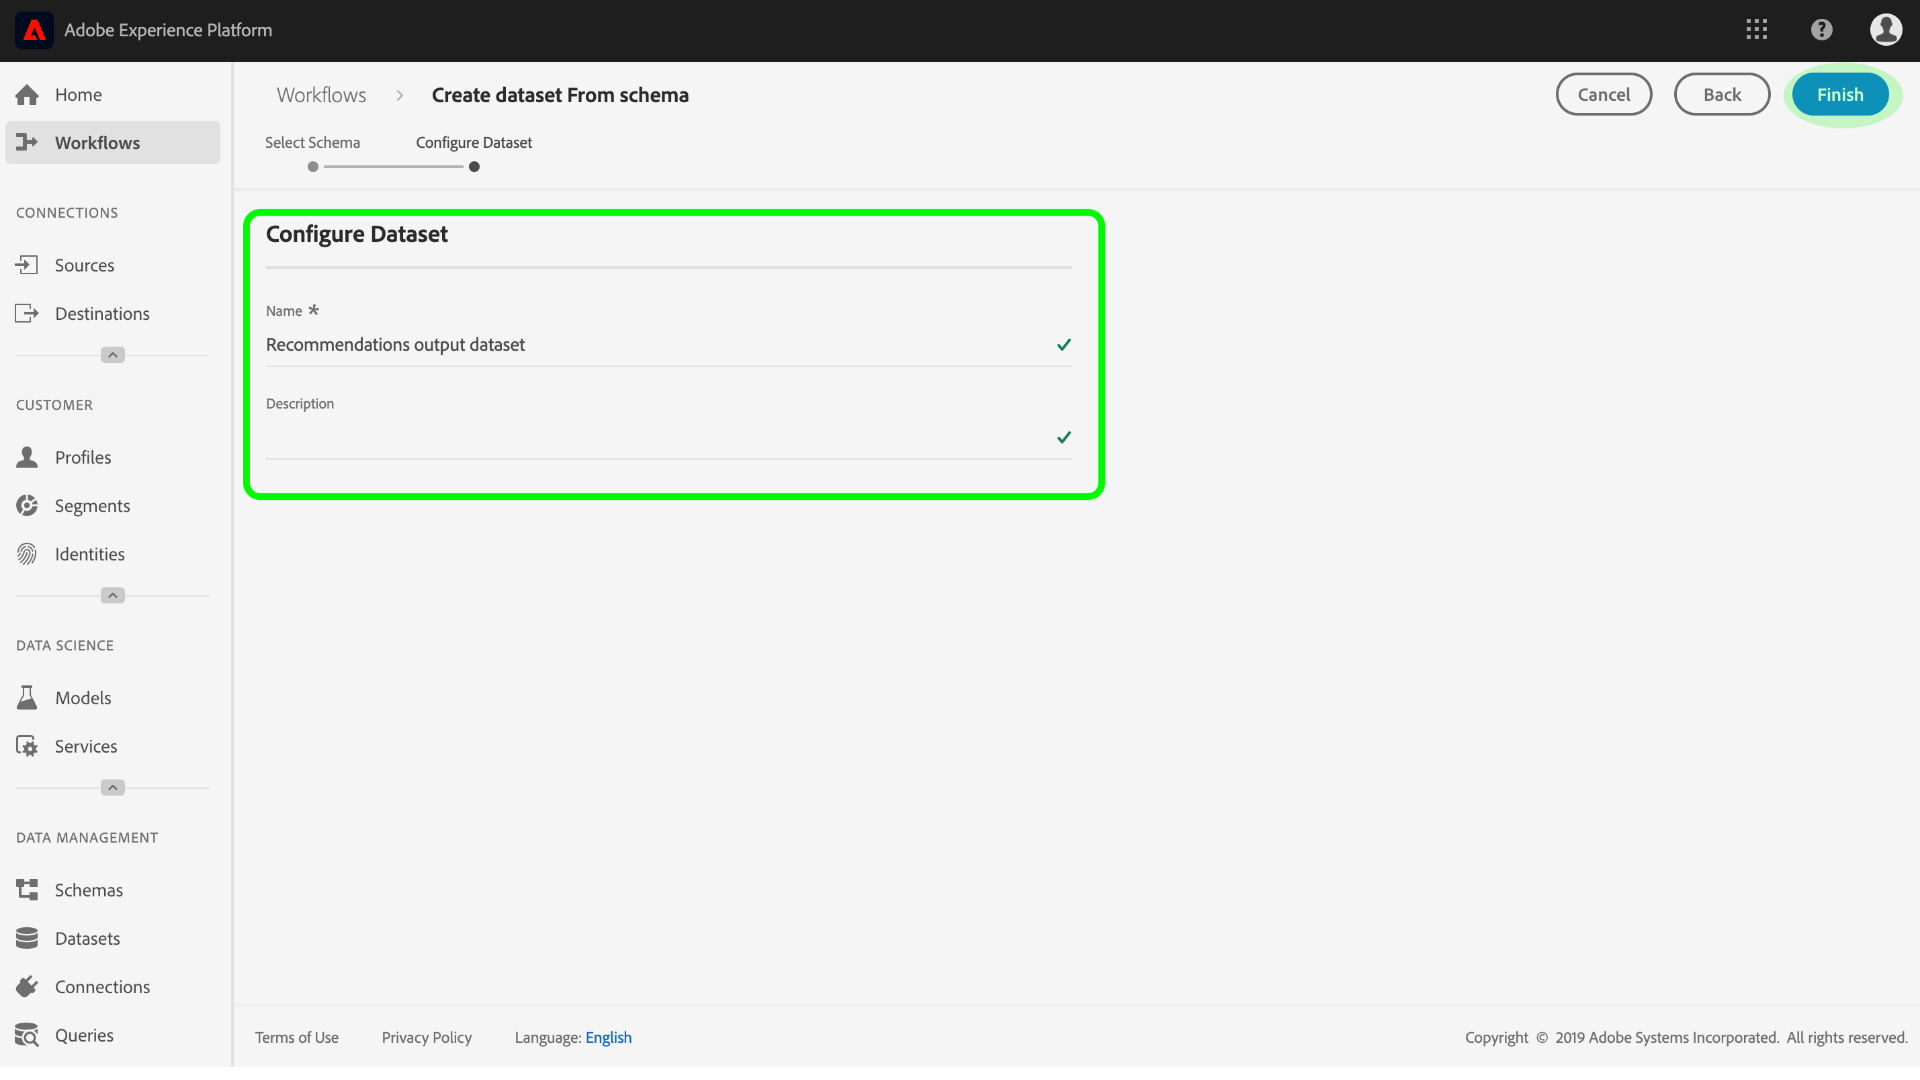 Adobe Experience Platform
Home
Workflows
CONNECTIONS
Sources
Destinations
CUSTOMER
Profiles
Segments
Identities
DATA SCIENCE
Models
Services
DATA MANAGEMENT
Schemas
Datasets
Connections
Queries
Workflows > Create dataset From schema
Cancel Back Finish
Select Schema Configure Dataset
Configure Dataset
Name *
Recommendations output dataset
Description
Terms of Use Privacy Policy Language: English Copyright © 2019 Adobe Systems Incorporated. All rights reserved.